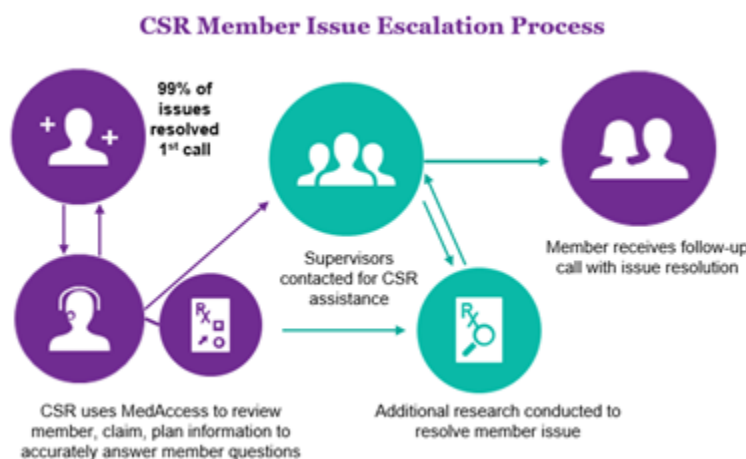 CSR Member Issue Escalation Process
99% of
issues
resolved
1st call
Supervisors
contacted for CSR
assistance
Member receives follow-up
call with issue resolution
CSR uses MedAccess to review
member, claim, plan information to
accurately answer member questions
Additional research conducted to
resolve member issue
Rx
Rx